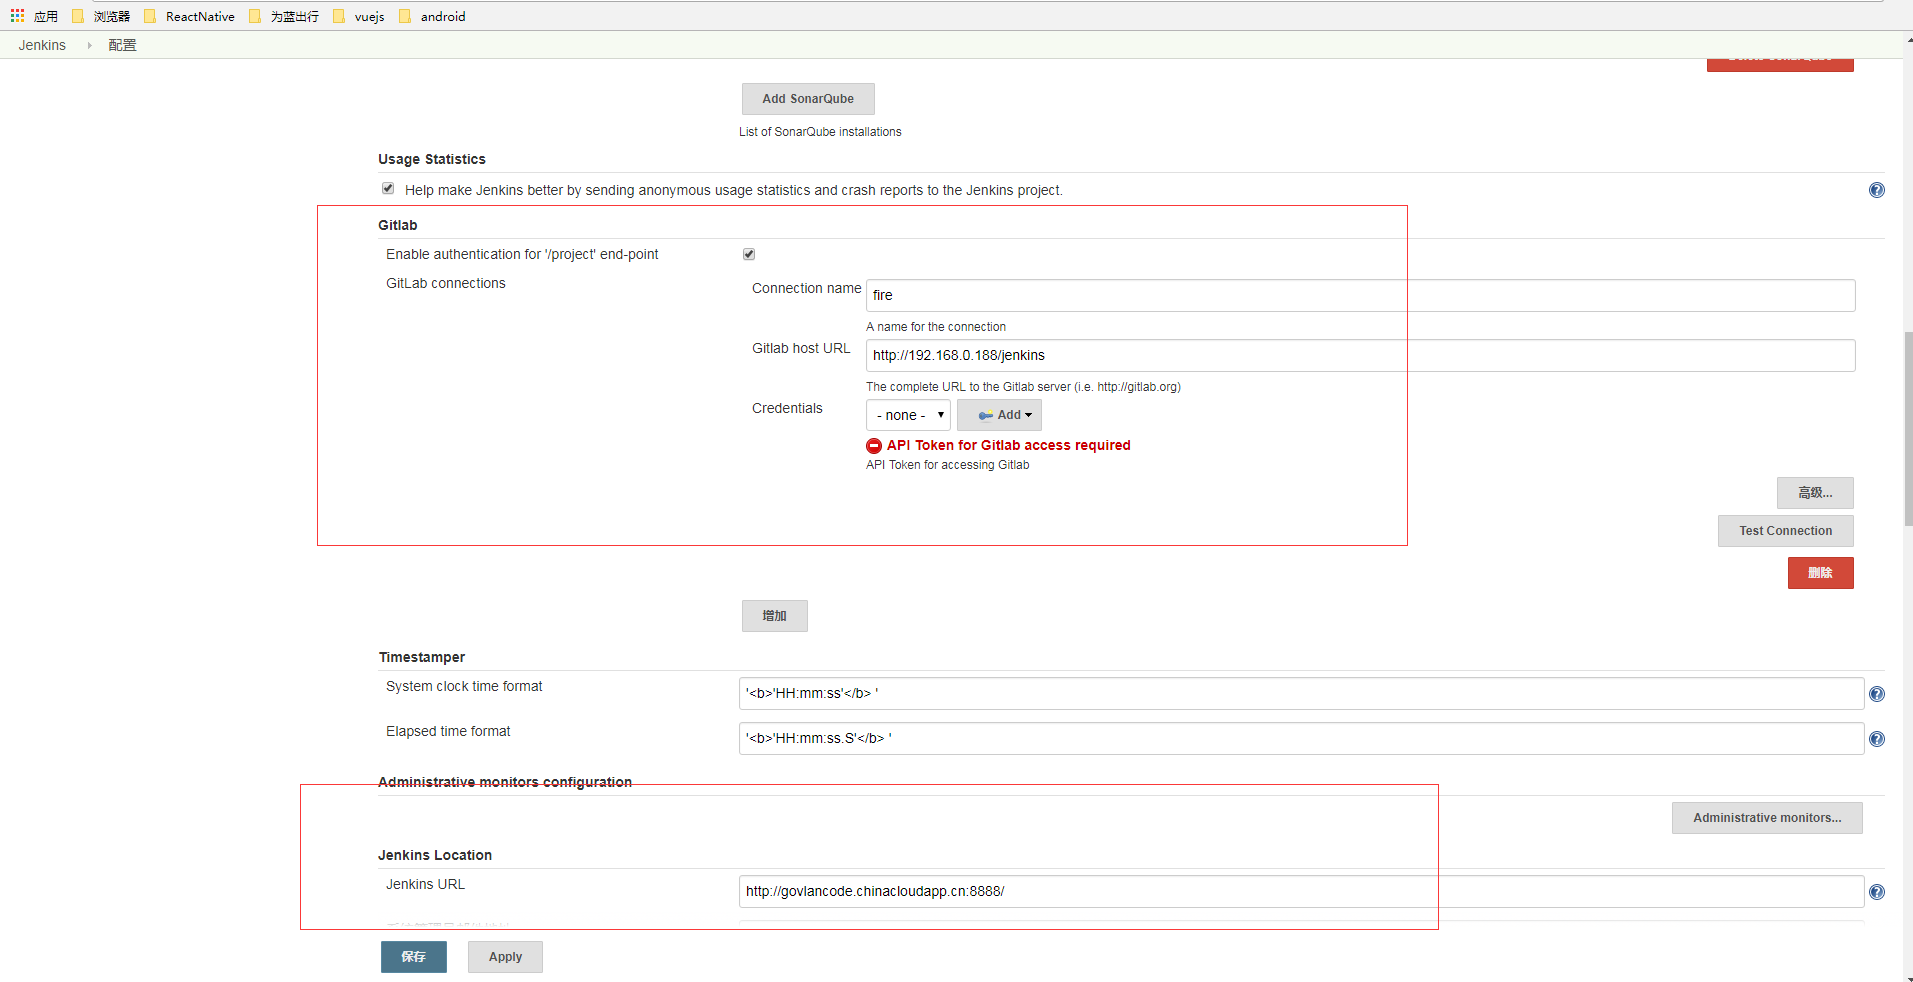 应用 浏览器 ReactNative 为蓝出行 vuejs android
Jenkins 配置
Add SonarQube
List of SonarQube installations
Usage Statistics
Help make Jenkins better by sending anonymous usage statistics and crash reports to the Jenkins project.
Gitlab
Enable authentication for '/project' end-point
GitLab connections
Connection name fire
A name for the connection
Gitlab host URL http://192.168.0.188/jenkins
The complete URL to the Gitlab server (i.e. http://gitlab.org)
Credentials - none - Add
API Token for Gitlab access required
API Token for accessing Gitlab
高级...
Test Connection
删除
增加
Timestamper
System clock time format '<b>'HH:mm:ss'</b> '
Elapsed time format '<b>'HH:mm:ss.S'</b> '
Administrative monitors configuration
Administrative monitors...
Jenkins Location
Jenkins URL http://govlancode.chinacloudapp.cn:8888/
保存 Apply